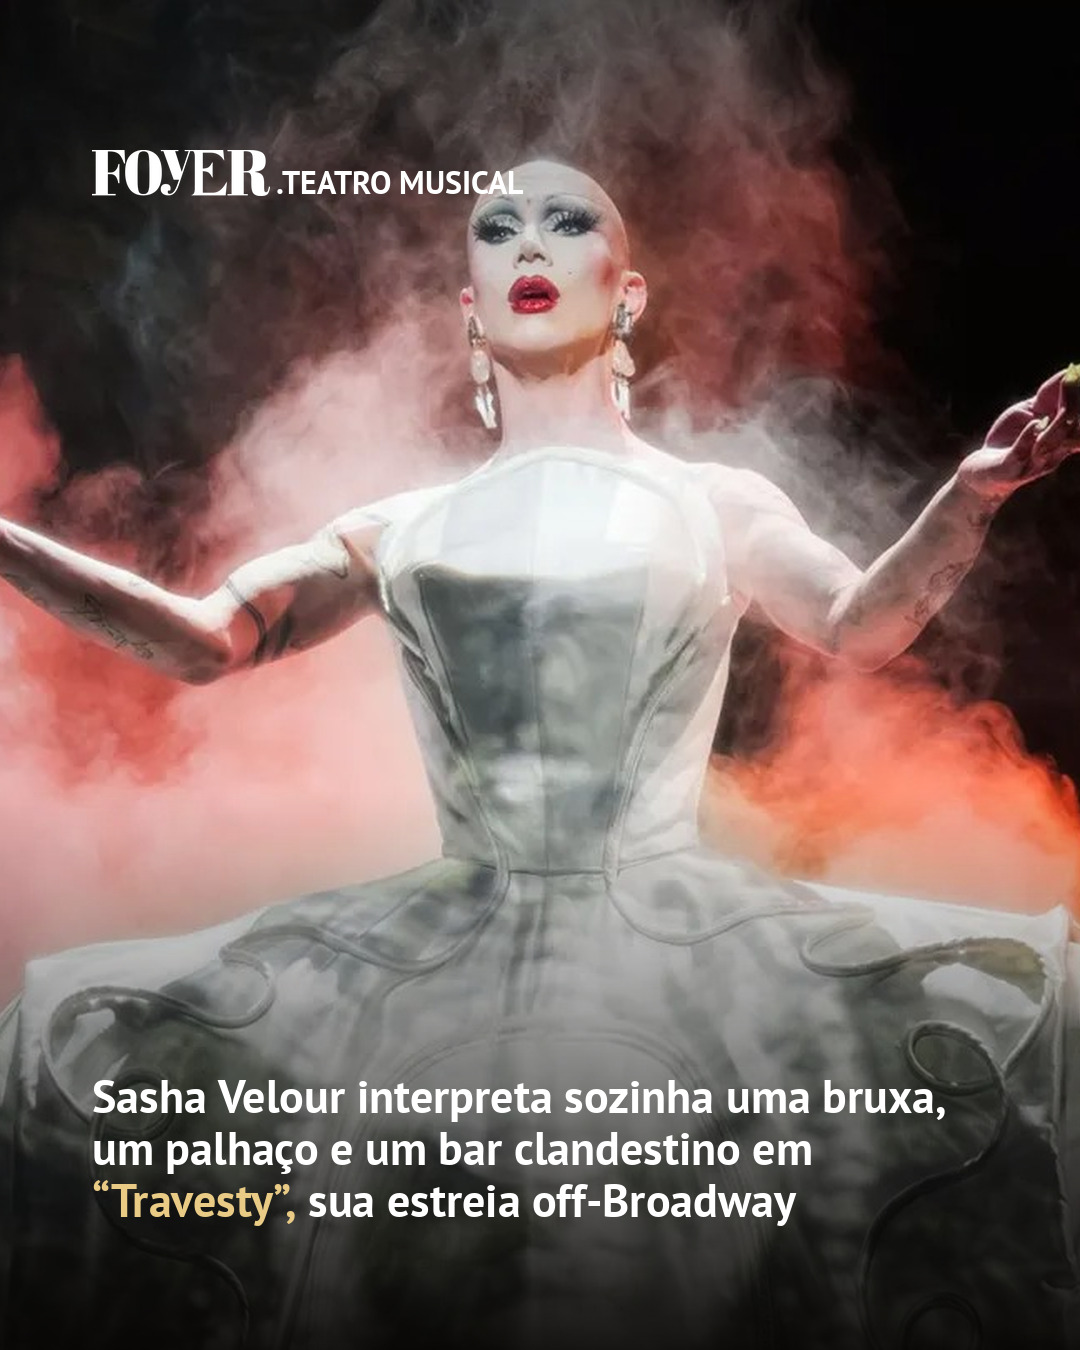 FOYER .TEATRO MUSICAL
Sasha Velour interpreta sozinha uma bruxa,
um palhaço e um bar clandestino em
“Travesty”, sua estreia off-Broadway